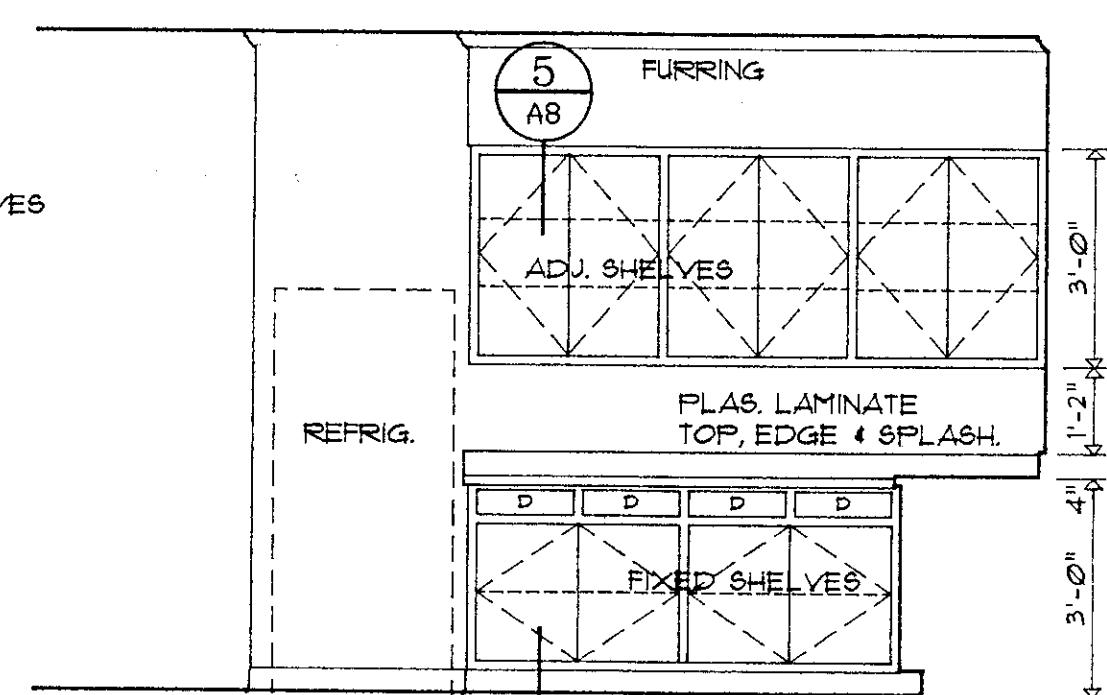 5
A8
FURRING
VES
ADJ. SHELVES
3'-0"
REFRIG.
PLAS. LAMINATE
TOP, EDGE & SPLASH.
1'-2"
4"
D D D D
FIXED SHELVES
3'-0"